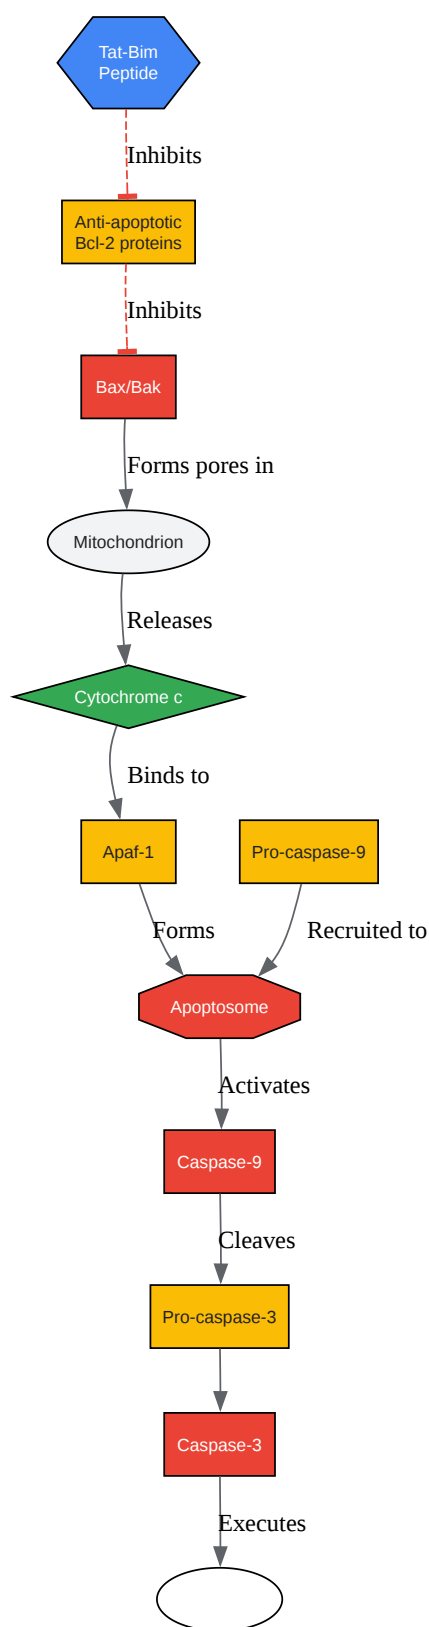 Tat-Bim
Peptide
Inhibits
Anti-apoptotic
Bcl-2 proteins
Inhibits
Bax/Bak
Forms pores in
Mitochondrion
Releases
Cytochrome c
Binds to
Apaf-1
Pro-caspase-9
Forms
Recruited to
Apoptosome
Activates
Caspase-9
Cleaves
Pro-caspase-3
Caspase-3
Executes